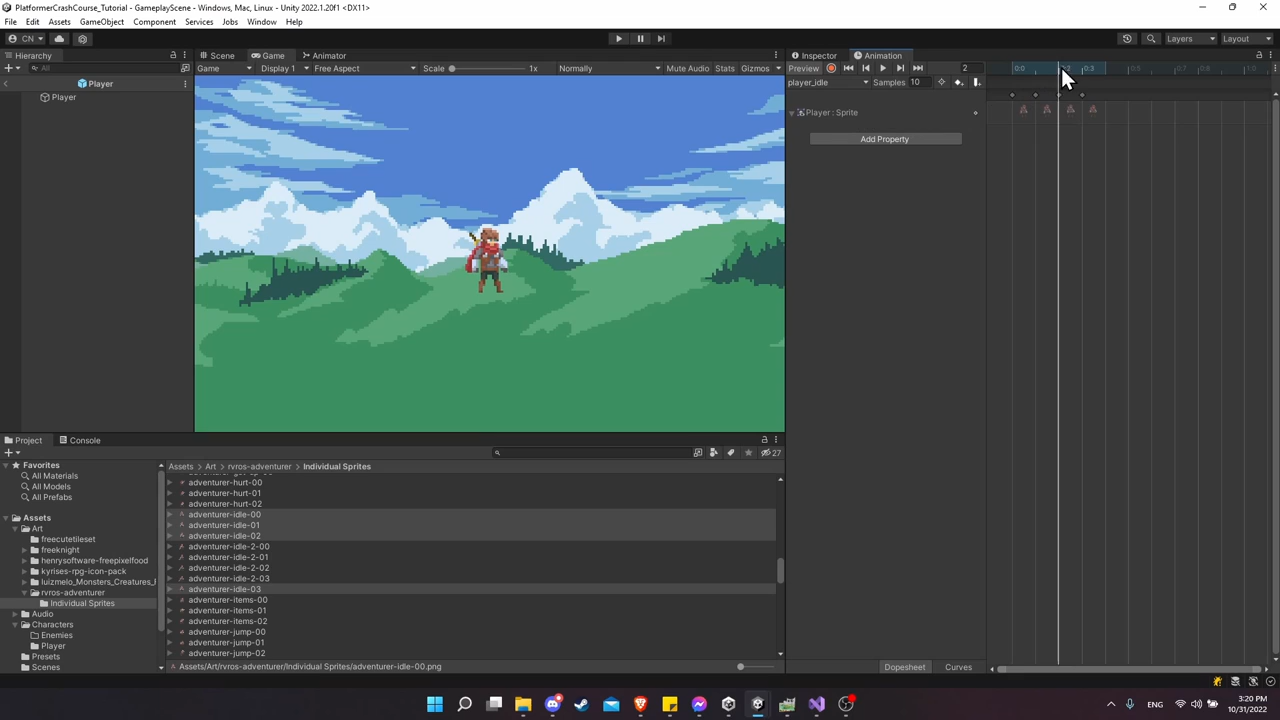 PlatformerCrashCourse_Tutorial - GameplayScene - Windows, Mac, Linux - Unity 2022.1.20f1 <DX11>
File Edit Assets GameObject Component Services Jobs Window Help
CN Layers Layout
Hierarchy Scene Game Animator Inspector Animation
All Game Display 1 Free Aspect Scale 1x Normally Mute Audio Stats Gizmos Preview 2 0:0 0:3
Player player_idle Samples 10
Player
Player : Sprite
Add Property
Project Console
27
Favorites
All Materials
All Models
All Prefabs
Assets
Art
freecutetileset
freeknight
henrysoftware-freepixelfood
kyrises-rpg-icon-pack
luizmelo_Monsters_Creatures_
rvros-adventurer
Individual Sprites
Audio
Characters
Enemies
Player
Presets
Scenes
Assets > Art > rvros-adventurer > Individual Sprites
adventurer-hurt-00
adventurer-hurt-01
adventurer-hurt-02
adventurer-idle-00
adventurer-idle-01
adventurer-idle-02
adventurer-idle-2-00
adventurer-idle-2-01
adventurer-idle-2-02
adventurer-idle-2-03
adventurer-idle-03
adventurer-items-00
adventurer-items-01
adventurer-items-02
adventurer-jump-00
adventurer-jump-01
adventurer-jump-02
Assets/Art/rvros-adventurer/Individual Sprites/adventurer-idle-00.png
Dopesheet Curves
ENG
3:20 PM
10/31/2022